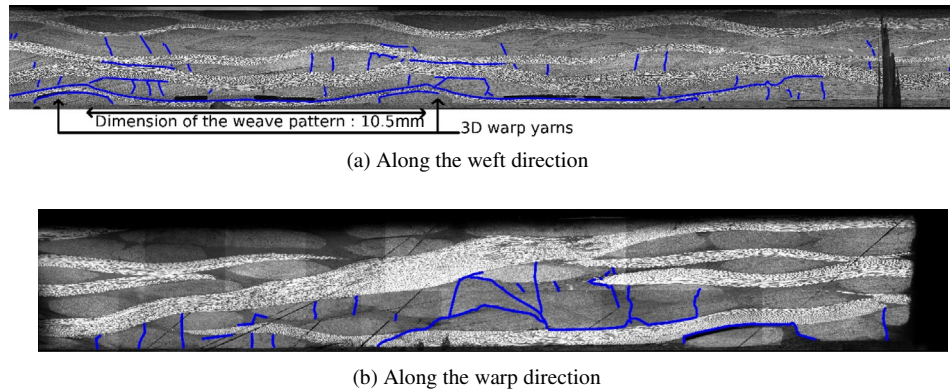 Dimension of the weave pattern : 10.5mm
3D warp yarns
(a) Along the weft direction
(b) Along the warp direction